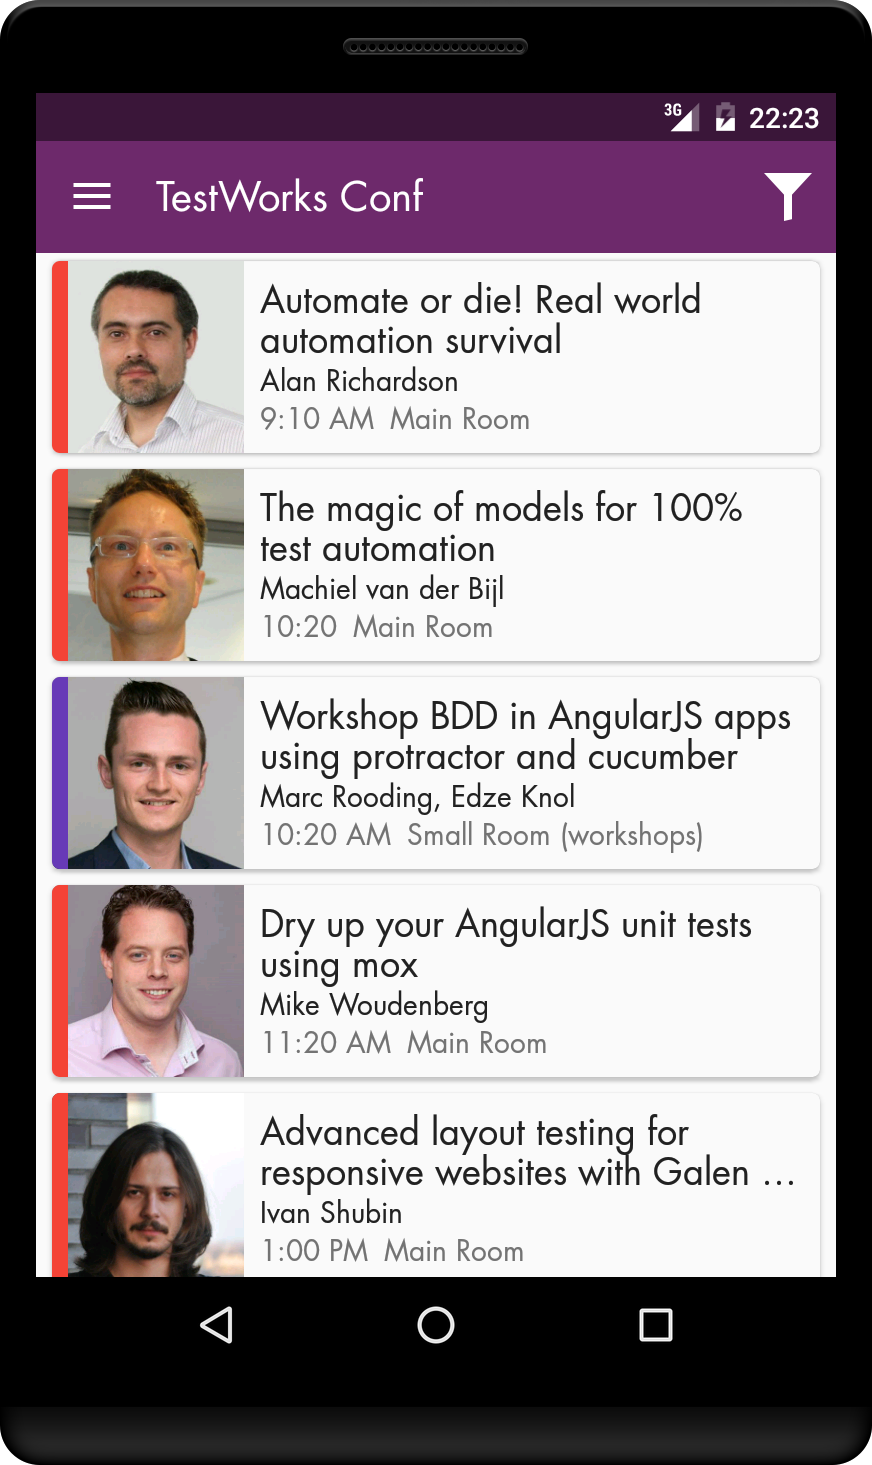 3G 22:23
TestWorks Conf
Automate or die! Real world
automation survival
Alan Richardson
9:10 AM Main Room
The magic of models for 100%
test automation
Machiel van der Bijl
10:20 Main Room
Workshop BDD in AngularJS apps
using protractor and cucumber
Marc Rooding, Edze Knol
10:20 AM Small Room (workshops)
Dry up your AngularJS unit tests
using mox
Mike Woudenberg
11:20 AM Main Room
Advanced layout testing for
responsive websites with Galen ...
Ivan Shubin
1:00 PM Main Room